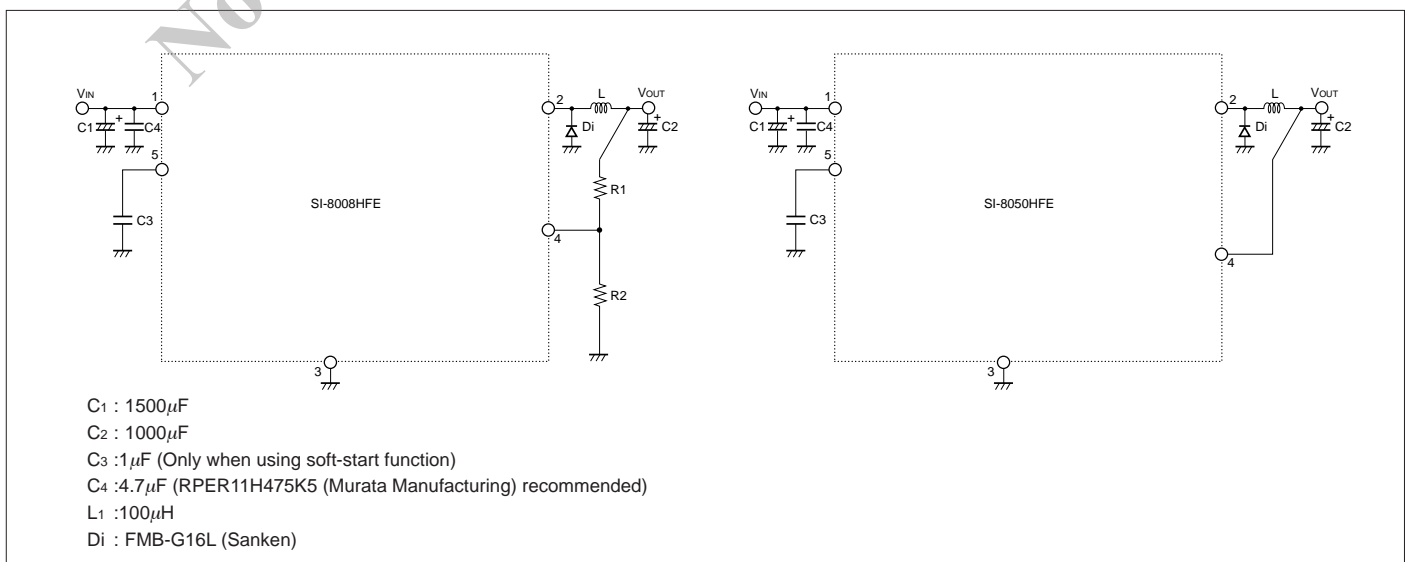 No
VIN
1
C1
+
C4
5
C3
SI-8008HFE
3
2
L
VOUT
Di
+
C2
R1
4
R2
VIN
1
C1
+
C4
5
C3
SI-8050HFE
3
2
L
VOUT
Di
+
C2
4
C1 : 1500μF
C2 : 1000μF
C3 :1μF (Only when using soft-start function)
C4 :4.7μF (RPER11H475K5 (Murata Manufacturing) recommended)
L1 :100μH
Di : FMB-G16L (Sanken)